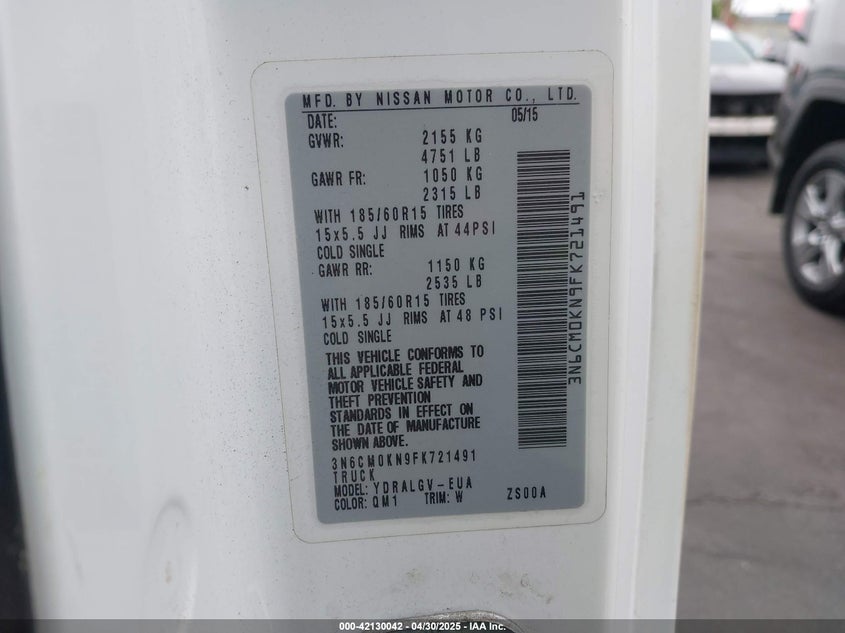 MFD. BY NISSAN MOTOR CO., LTD.
DATE: 05/15
GVWR: 2155 KG
4751 LB
GAWR FR: 1050 KG
2315 LB
WITH 185/60R15 TIRES
15x5.5 JJ RIMS AT 44PSI
COLD SINGLE
GAWR RR: 1150 KG
2535 LB
WITH 185/60R15 TIRES
15x5.5 JJ RIMS AT 48 PSI
COLD SINGLE
THIS VEHICLE CONFORMS TO
ALL APPLICABLE FEDERAL
MOTOR VEHICLE SAFETY AND
THEFT PREVENTION
STANDARDS IN EFFECT ON
THE DATE OF MANUFACTURE
SHOWN ABOVE.
3N6CM0KN9FK721491
TRUCK
MODEL: YDRALGV-EUA
COLOR: QM1 TRIM: W ZS00A
3N6CM0KN9FK721491
000-42130042 - 04/30/2025 - IAA Inc.